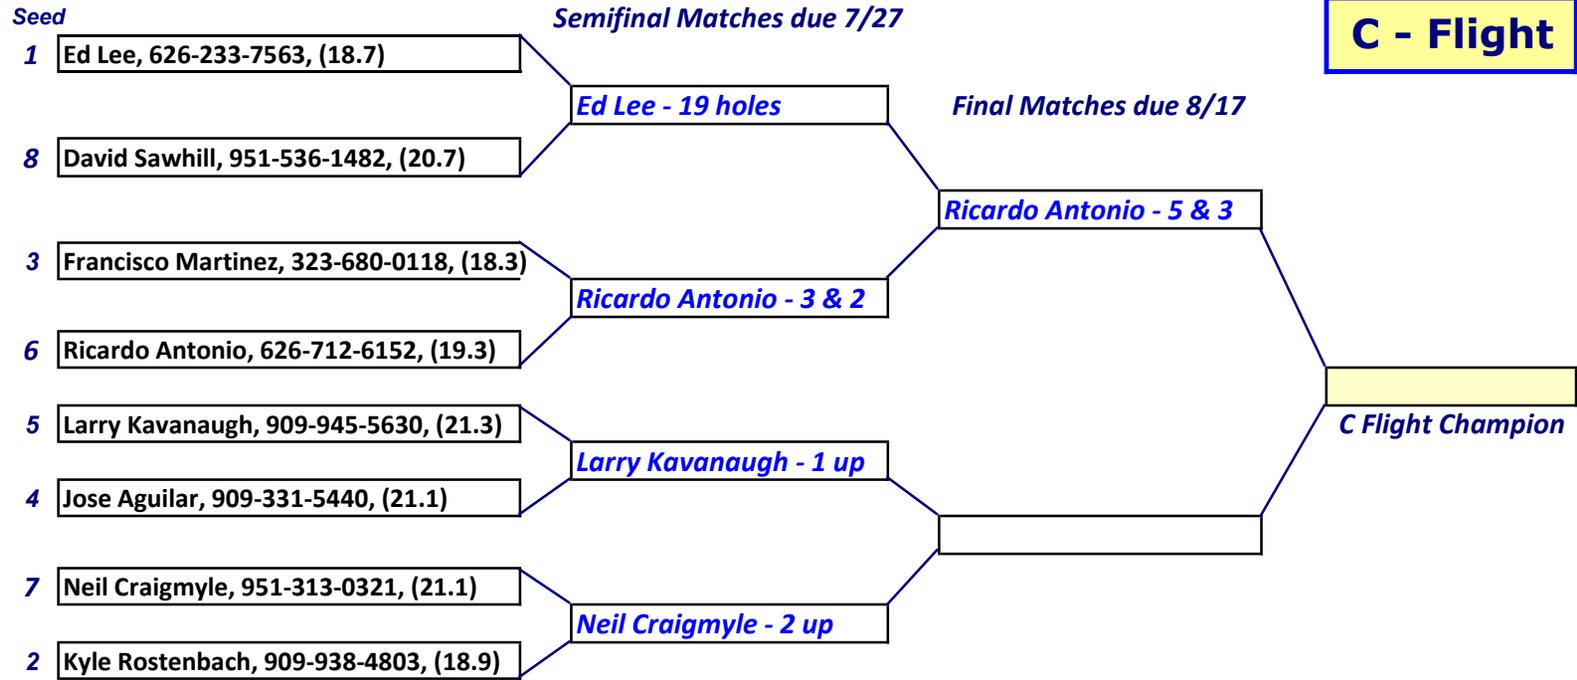 Seed
Semifinal Matches due 7/27
C - Flight
1
Ed Lee, 626-233-7563, (18.7)
Ed Lee - 19 holes
Final Matches due 8/17
8
David Sawhill, 951-536-1482, (20.7)
Ricardo Antonio - 5 & 3
3
Francisco Martinez, 323-680-0118, (18.3)
Ricardo Antonio - 3 & 2
6
Ricardo Antonio, 626-712-6152, (19.3)
5
Larry Kavanaugh, 909-945-5630, (21.3)
C Flight Champion
Larry Kavanaugh - 1 up
4
Jose Aguilar, 909-331-5440, (21.1)
7
Neil Craigmyle, 951-313-0321, (21.1)
Neil Craigmyle - 2 up
2
Kyle Rostenbach, 909-938-4803, (18.9)